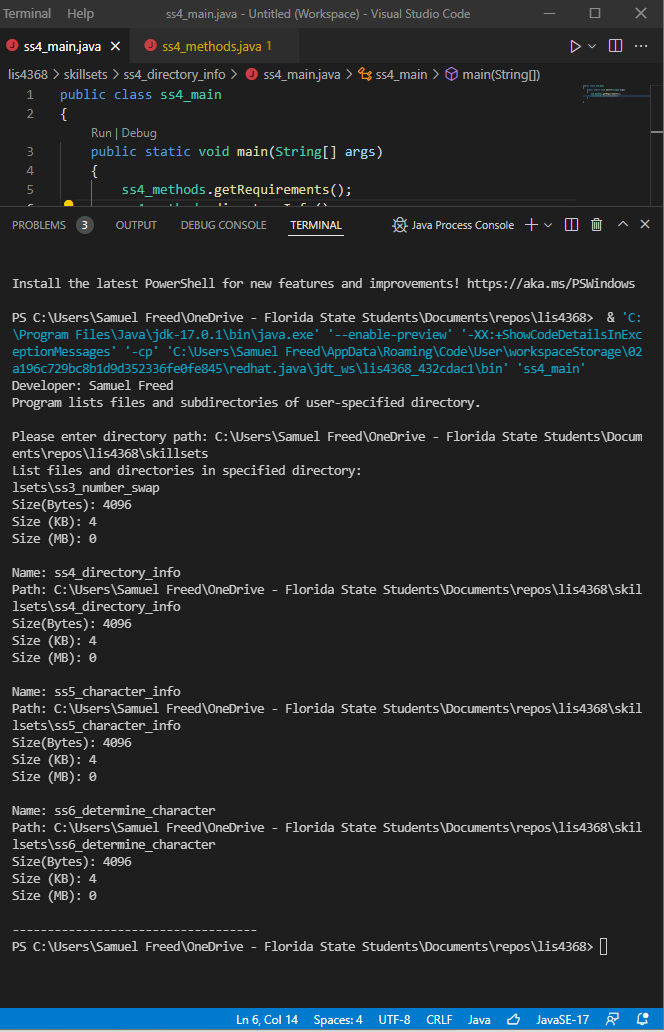 Terminal Help ss4_main.java - Untitled (Workspace) - Visual Studio Code
ss4_main.java ss4_methods.java 1
lis4368 > skillsets > ss4_directory_info > ss4_main.java > ss4_main > main(String[])
1 public class ss4_main
2 {
Run | Debug
3 public static void main(String[] args)
4 {
5 ss4_methods.getRequirements();
PROBLEMS 3 OUTPUT DEBUG CONSOLE TERMINAL Java Process Console
Install the latest PowerShell for new features and improvements! https://aka.ms/PSWindows
PS C:\Users\Samuel Freed\OneDrive - Florida State Students\Documents\repos\lis4368> & 'C:
\Program Files\Java\jdk-17.0.1\bin\java.exe' '--enable-preview' '-XX:+ShowCodeDetailsInExc
eptionMessages' '-cp' 'C:\Users\Samuel Freed\AppData\Roaming\Code\User\workspaceStorage\02
a196c729bc8b1d9d352336fe0fe845\redhat.java\jdt_ws\lis4368_432cdac1\bin' 'ss4_main'
Developer: Samuel Freed
Program lists files and subdirectories of user-specified directory.
Please enter directory path: C:\Users\Samuel Freed\OneDrive - Florida State Students\Docum
ents\repos\lis4368\skillsets
List files and directories in specified directory:
lsets\ss3_number_swap
Size(Bytes): 4096
Size (KB): 4
Size (MB): 0
Name: ss4_directory_info
Path: C:\Users\Samuel Freed\OneDrive - Florida State Students\Documents\repos\lis4368\skil
lsets\ss4_directory_info
Size(Bytes): 4096
Size (KB): 4
Size (MB): 0
Name: ss5_character_info
Path: C:\Users\Samuel Freed\OneDrive - Florida State Students\Documents\repos\lis4368\skil
lsets\ss5_character_info
Size(Bytes): 4096
Size (KB): 4
Size (MB): 0
Name: ss6_determine_character
Path: C:\Users\Samuel Freed\OneDrive - Florida State Students\Documents\repos\lis4368\skil
lsets\ss6_determine_character
Size(Bytes): 4096
Size (KB): 4
Size (MB): 0
-----------------------------------
PS C:\Users\Samuel Freed\OneDrive - Florida State Students\Documents\repos\lis4368>
Ln 6, Col 14 Spaces: 4 UTF-8 CRLF Java JavaSE-17